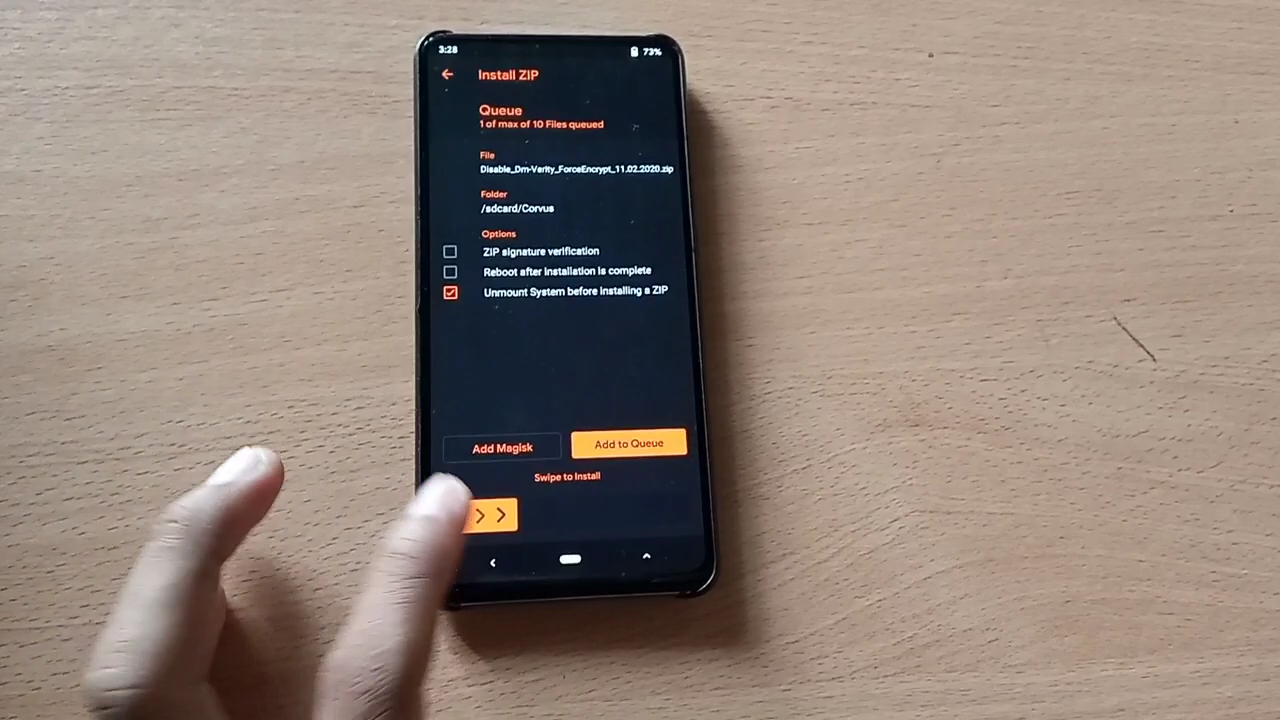 3:28
73%
Install ZIP
Queue
1 of max of 10 Files queued
File
Disable_Dm-Verity_ForceEncrypt_11.02.2020.zip
Folder
/sdcard/Corvus
Options
ZIP signature verification
Reboot after installation is complete
Unmount System before installing a ZIP
Add Magisk
Add to Queue
Swipe to Install